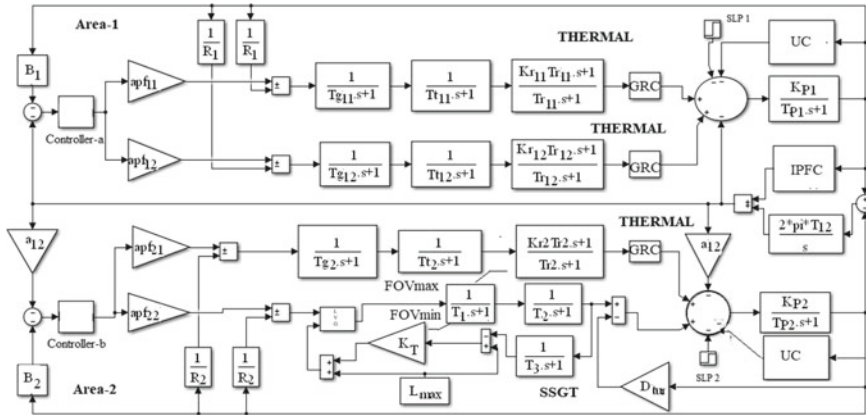 Area-1
1
R1
1
R1
THERMAL
SLP 1
UC
B1
apf11
±
1
Tg11.s+1
1
Tt11.s+1
Kr11Tr11.s+1
Tr11.s+1
GRC
KP1
TP1.s+1
Controller-a
THERMAL
apf12
±
1
Tg12.s+1
1
Tt12.s+1
Kr12Tr12.s+1
Tr12.s+1
GRC
IPFC
2*pi*T12
s
THERMAL
a12
apf21
±
1
Tg2.s+1
1
Tt2.s+1
Kr2Tr2.s+1
Tr2.s+1
GRC
a12
FOVmax
apf22
±
LVG
FOVmin
1
T1.s+1
1
T2.s+1
KP2
TP2.s+1
Controller-b
KT
1
T3.s+1
UC
B2
1
R2
1
R2
Lmax
SSGT
Dtur
SLP 2
Area-2